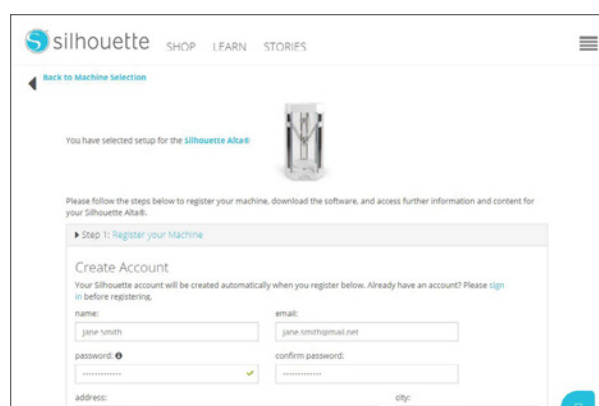 silhouette SHOP LEARN STORIES
Back to Machine Selection
You have selected setup for the Silhouette Alta®
Please follow the steps below to register your machine, download the software, and access further information and content for
your Silhouette Alta®.
Step 1: Register your Machine
Create Account
Your Silhouette account will be created automatically when you register below. Already have an account? Please sign
in before registering.
name: email:
jane smith jane.smith@mail.net
password: confirm password:
------------- -------------
address: city: